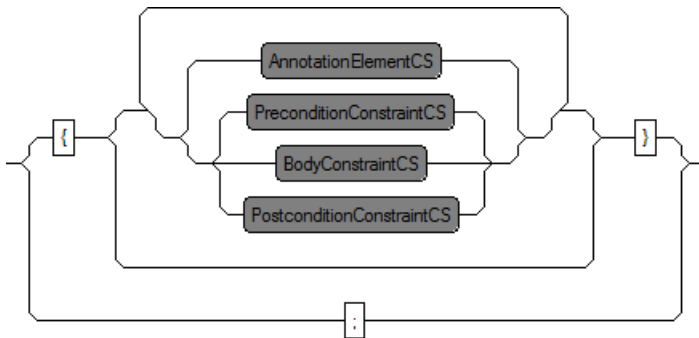 AnnotationElementCS
PreconditionConstraintCS
{
}
BodyConstraintCS
PostconditionConstraintCS
;